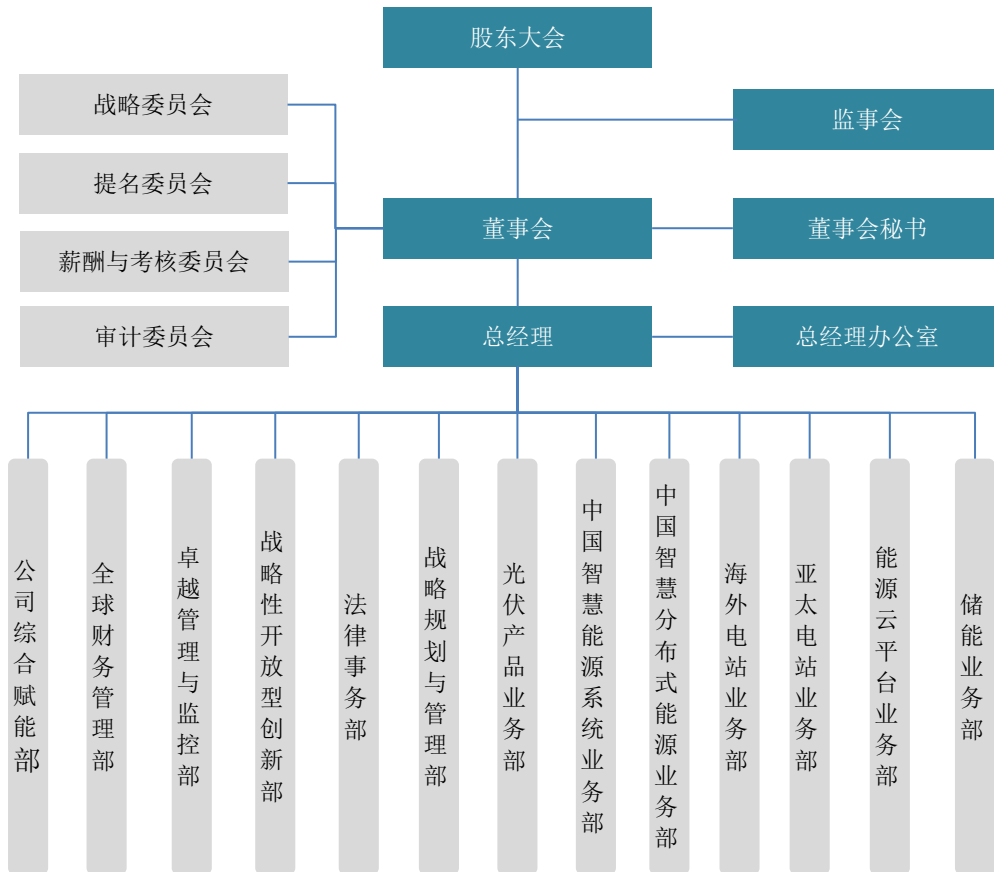 股东大会
战略委员会
监事会
提名委员会
董事会
董事会秘书
薪酬与考核委员会
审计委员会
总经理
总经理办公室
公司综合赋能部
全球财务管理部
卓越管理与监控部
战略性开放型创新部
法律事务部
战略规划与管理部
光伏产品业务部
中国智慧能源系统业务部
中国智慧分布式能源业务部
海外电站业务部
亚太电站业务部
能源云平台业务部
储能业务部